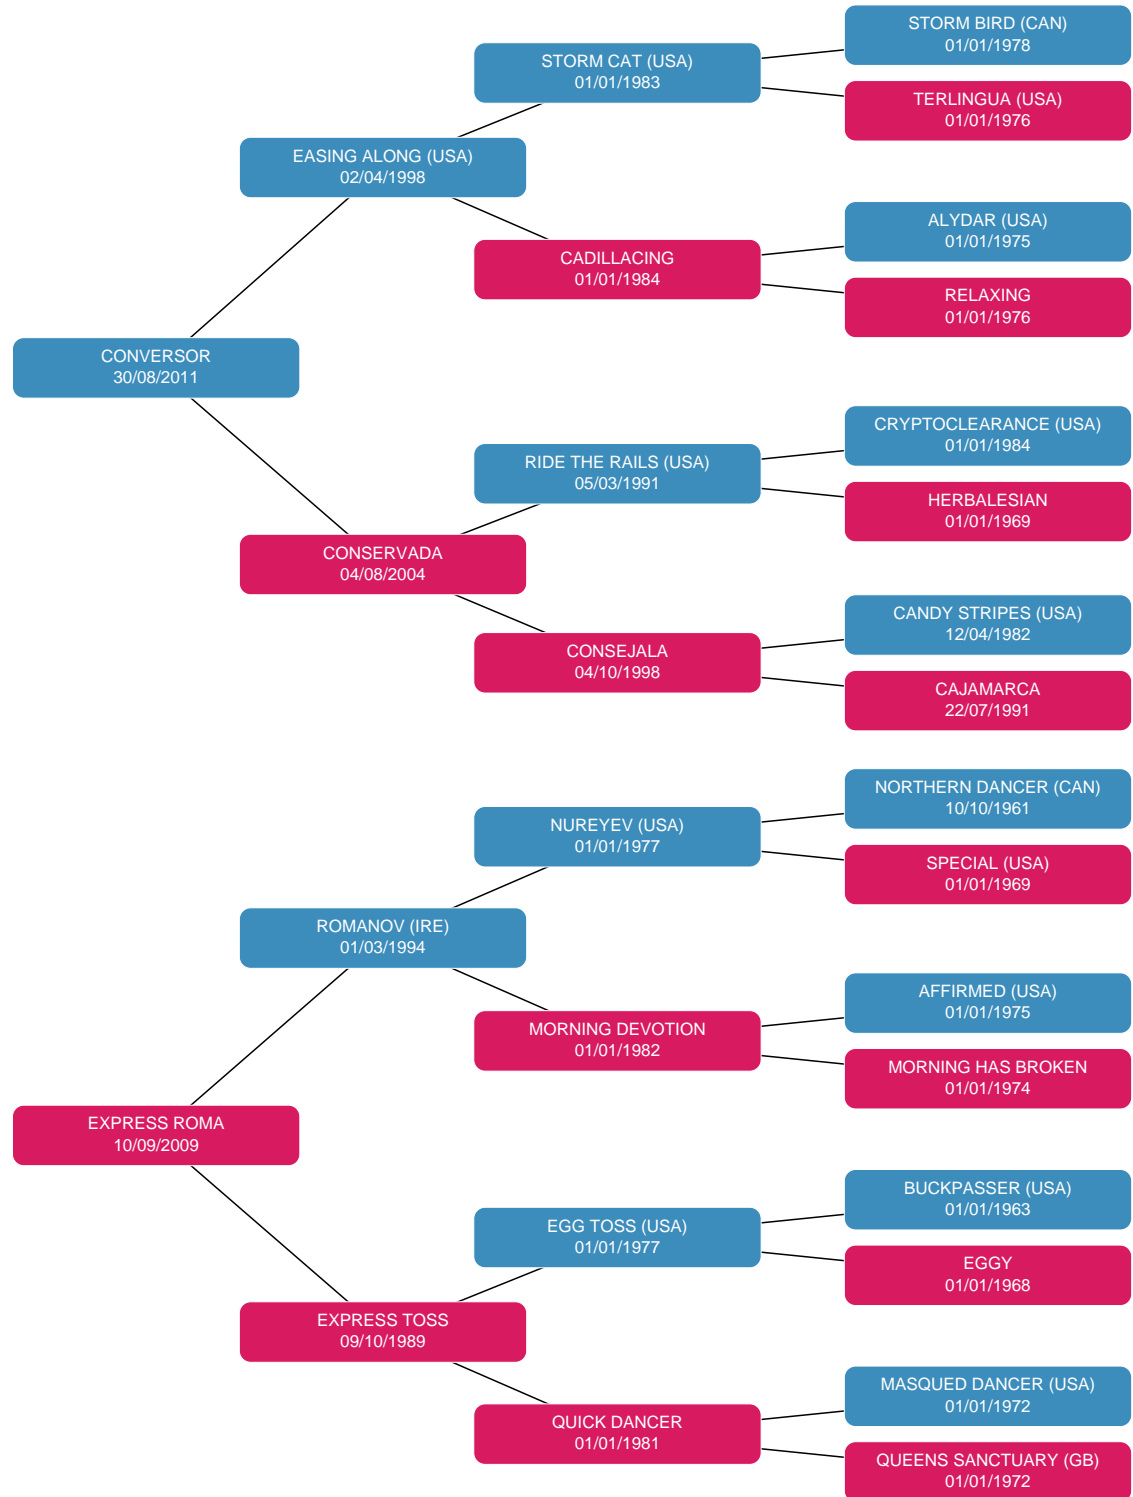 STORM BIRD (CAN)
01/01/1978
STORM CAT (USA)
01/01/1983
TERLINGUA (USA)
01/01/1976
EASING ALONG (USA)
02/04/1998
ALYDAR (USA)
01/01/1975
CADILLACING
01/01/1984
RELAXING
01/01/1976
CONVERSOR
30/08/2011
CRYPTOCLEARANCE (USA)
01/01/1984
RIDE THE RAILS (USA)
05/03/1991
HERBALESIAN
01/01/1969
CONSERVADA
04/08/2004
CANDY STRIPES (USA)
12/04/1982
CONSEJALA
04/10/1998
CAJAMARCA
22/07/1991
NORTHERN DANCER (CAN)
10/10/1961
NUREYEV (USA)
01/01/1977
SPECIAL (USA)
01/01/1969
ROMANOV (IRE)
01/03/1994
AFFIRMED (USA)
01/01/1975
MORNING DEVOTION
01/01/1982
MORNING HAS BROKEN
01/01/1974
EXPRESS ROMA
10/09/2009
BUCKPASSER (USA)
01/01/1963
EGG TOSS (USA)
01/01/1977
EGGY
01/01/1968
EXPRESS TOSS
09/10/1989
MASQUED DANCER (USA)
01/01/1972
QUICK DANCER
01/01/1981
QUEENS SANCTUARY (GB)
01/01/1972